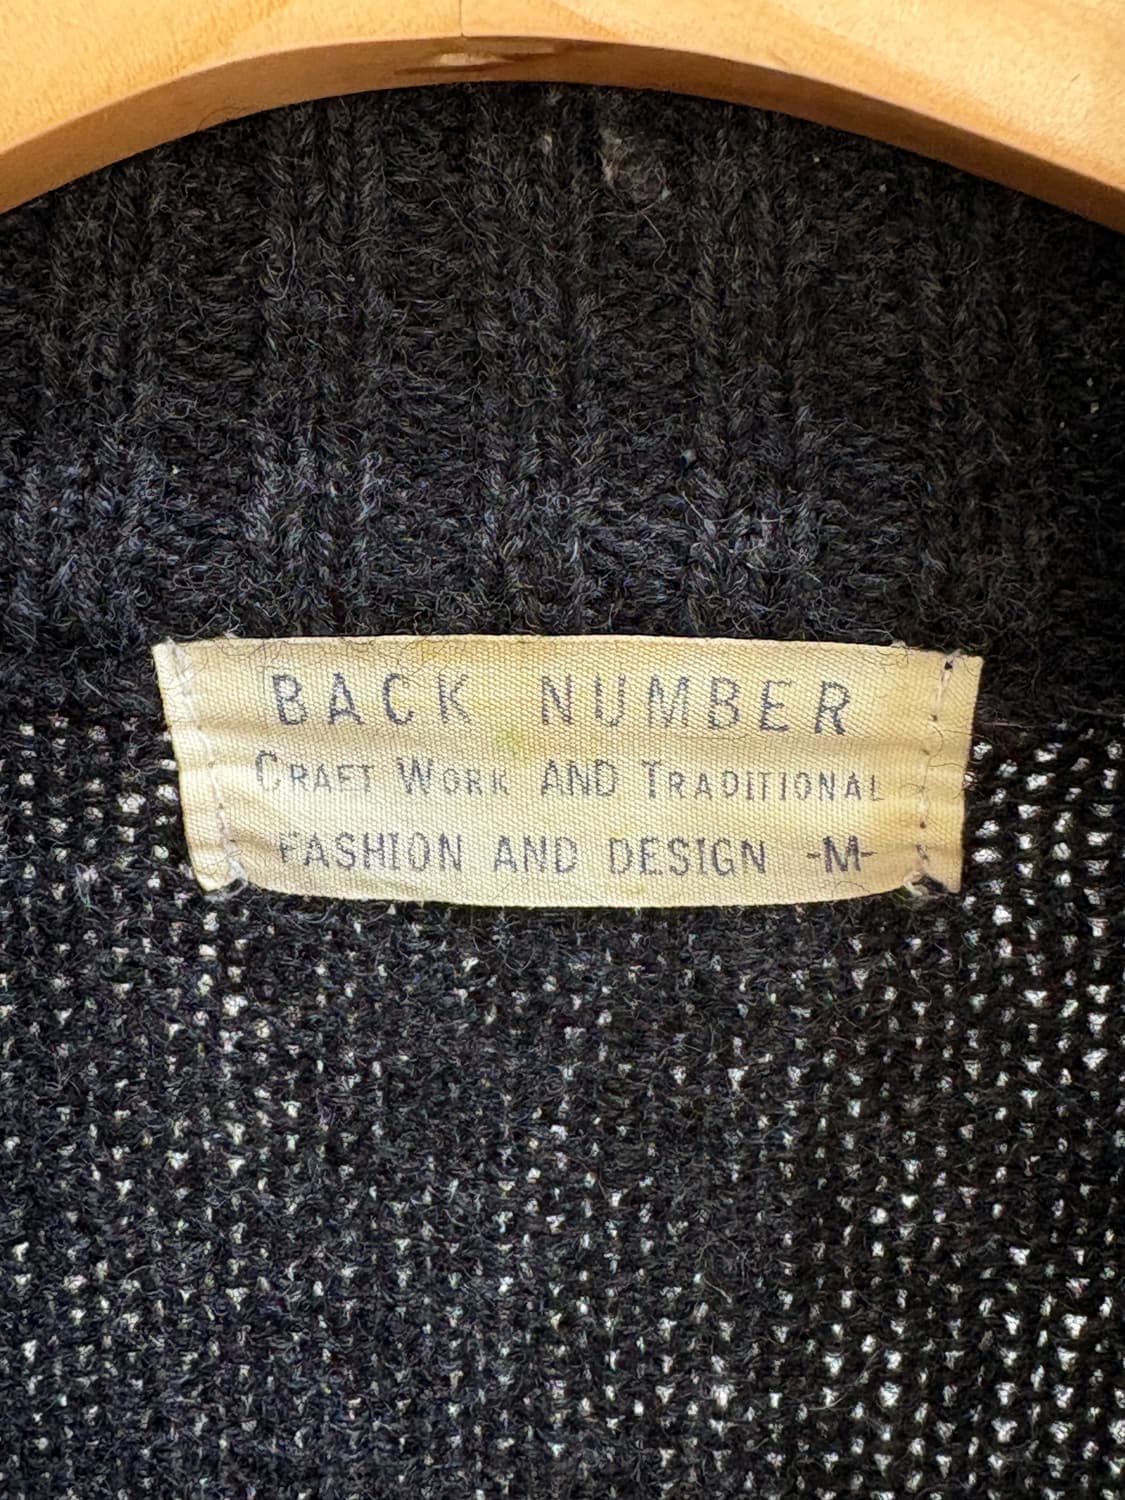 BACK NUMBER
CRAFT WORK AND TRADITIONAL
FASHION AND DESIGN -M-